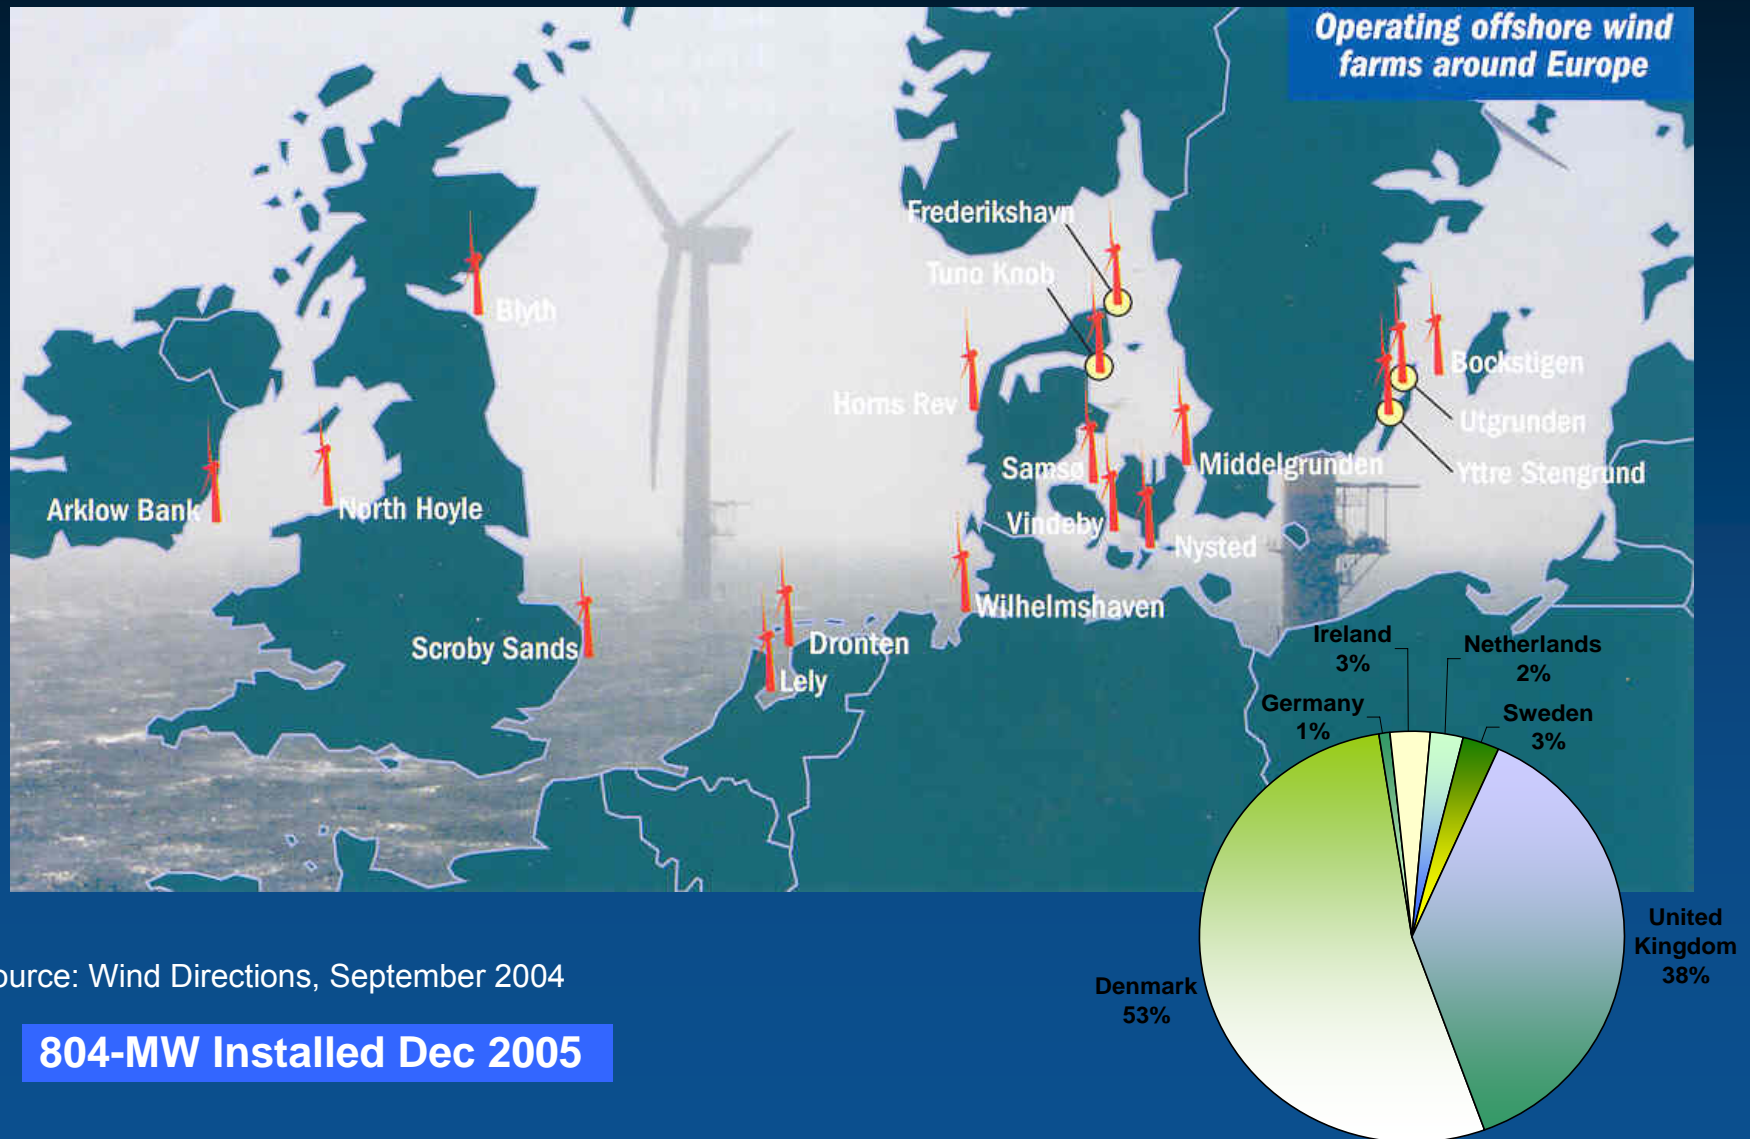 Operating offshore wind
farms around Europe
Frederikshavn
Tuno Knob
Blyth
Bockstigen
Horns Rev
Utgrunden
Samsø
Middelgrunden
Yttre Stengrund
Arklow Bank
North Hoyle
Vindeby
Nysted
Wilhelmshaven
Scroby Sands
Dronten
Lely
Ireland
3%
Netherlands
2%
Germany
1%
Sweden
3%
United
Kingdom
38%
Denmark
53%
ource: Wind Directions, September 2004
804-MW Installed Dec 2005